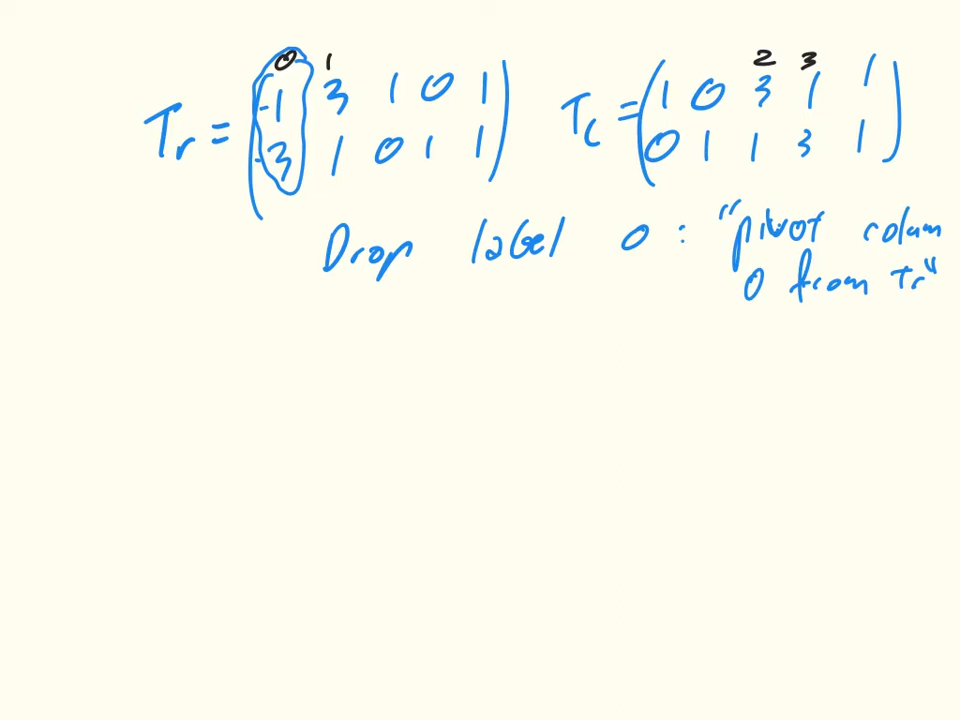 0 1 2 3
Tr = ( -1 3 1 0 1 ) Tc = ( 1 0 3 1 1 )
-3 1 0 1 1 0 1 1 3 1
Drop label 0 : "pivot colum
0 from Tr"